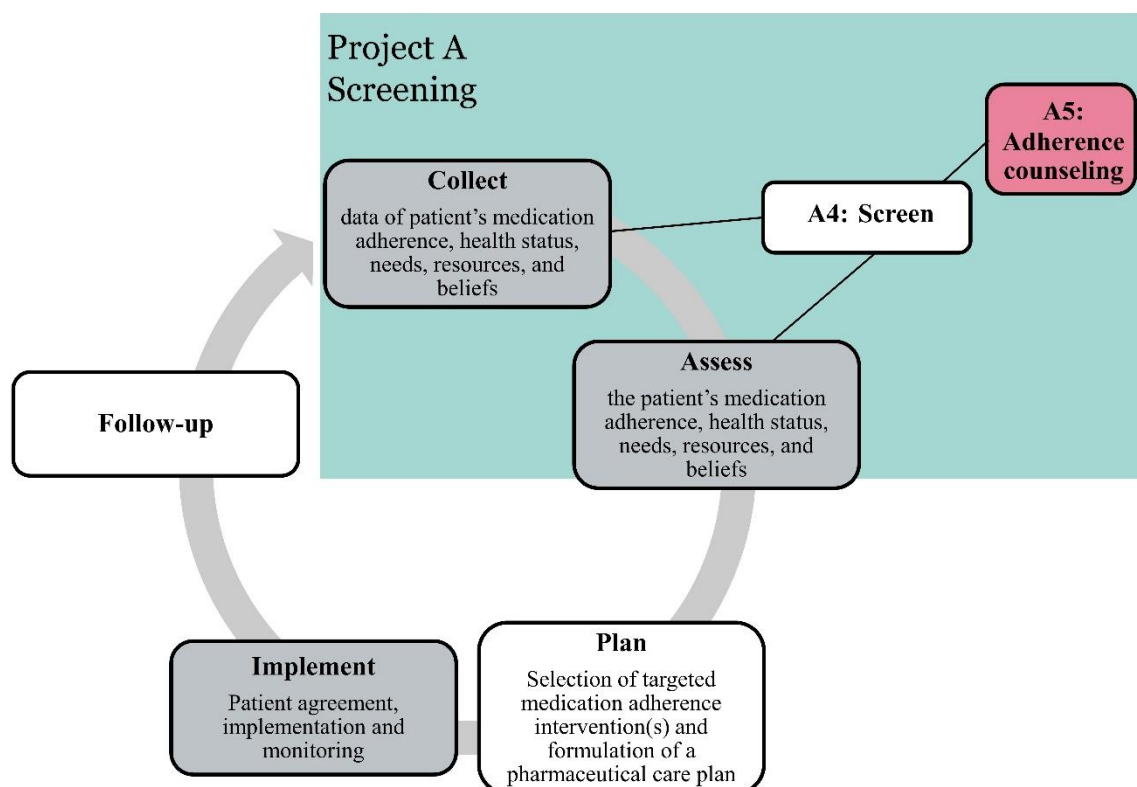 Project A
Screening
A5:
Adherence
counseling
Collect
data of patient’s medication
adherence, health status,
needs, resources, and
beliefs
A4: Screen
Assess
the patient’s medication
adherence, health status,
needs, resources, and
beliefs
Follow-up
Plan
Selection of targeted
medication adherence
intervention(s) and
formulation of a
pharmaceutical care plan
Implement
Patient agreement,
implementation and
monitoring